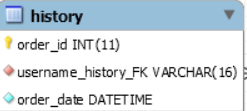 history
order_id INT(11)
username_history_FK VARCHAR(16)
order_date DATETIME